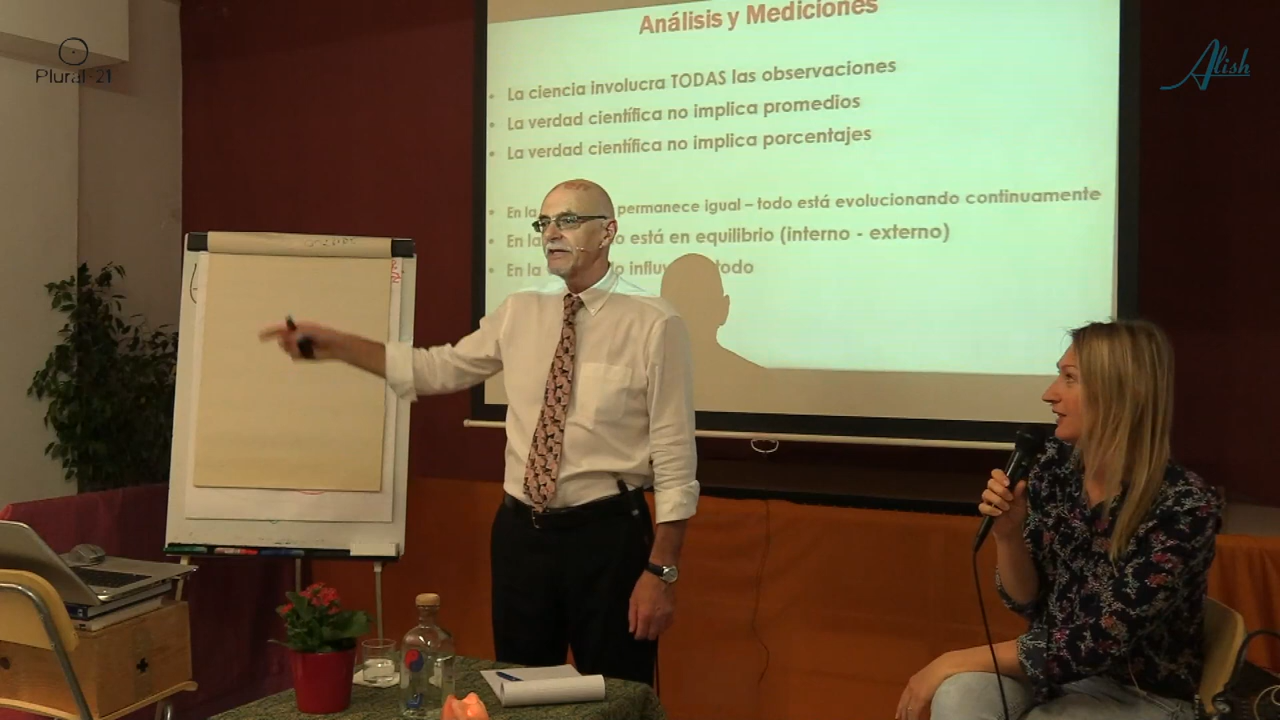 Análisis y Mediciones
Plural-21
Alish
• La ciencia involucra TODAS las observaciones
• La verdad científica no implica promedios
• La verdad científica no implica porcentajes
• En la permanece igual – todo está evolucionando continuamente
• En la o está en equilibrio (interno - externo)
• En la lo influy todo